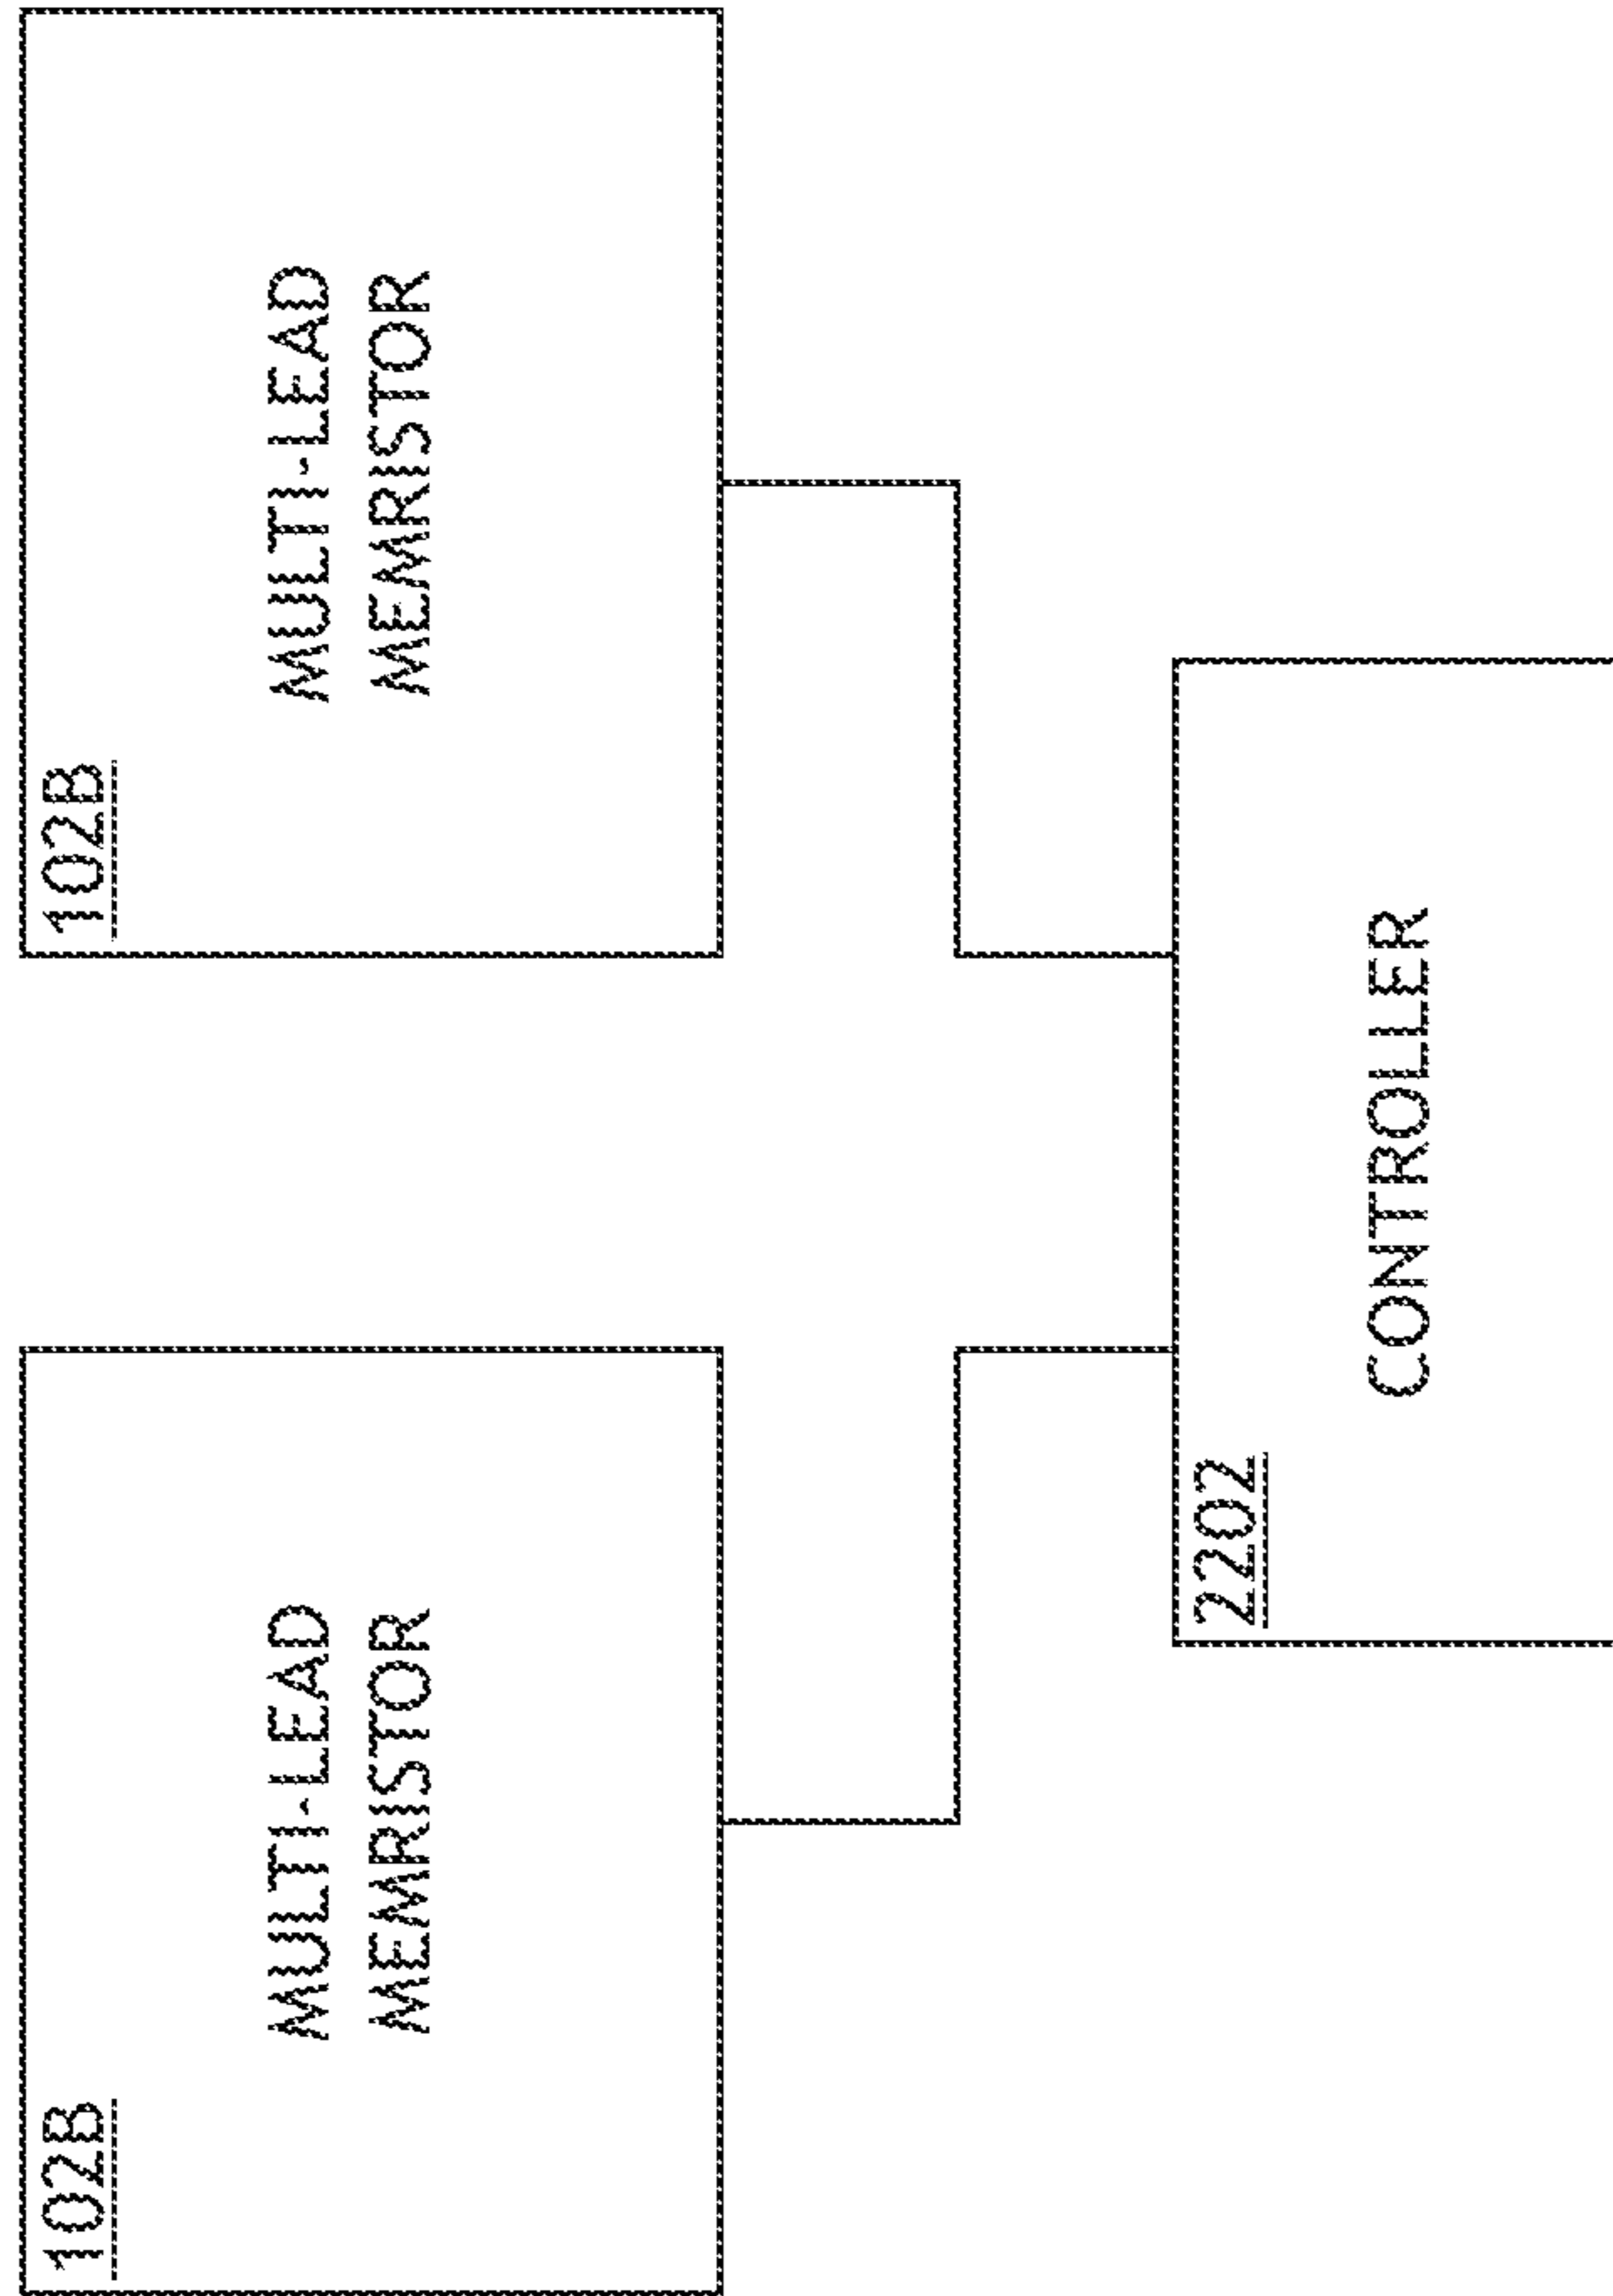 102B
MULTI-LEAD
MEMRISTOR
102B
MULTI-LEAD
MEMRISTOR
2202
CONTROLLER